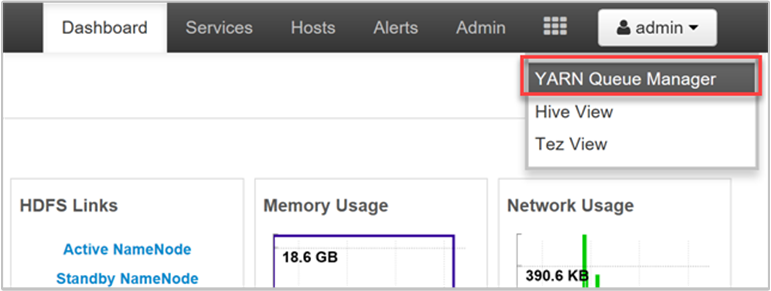 Dashboard Services Hosts Alerts Admin admin
YARN Queue Manager
Hive View
Tez View
HDFS Links Memory Usage Network Usage
Active NameNode
18.6 GB
Standby NameNode 390.6 KB